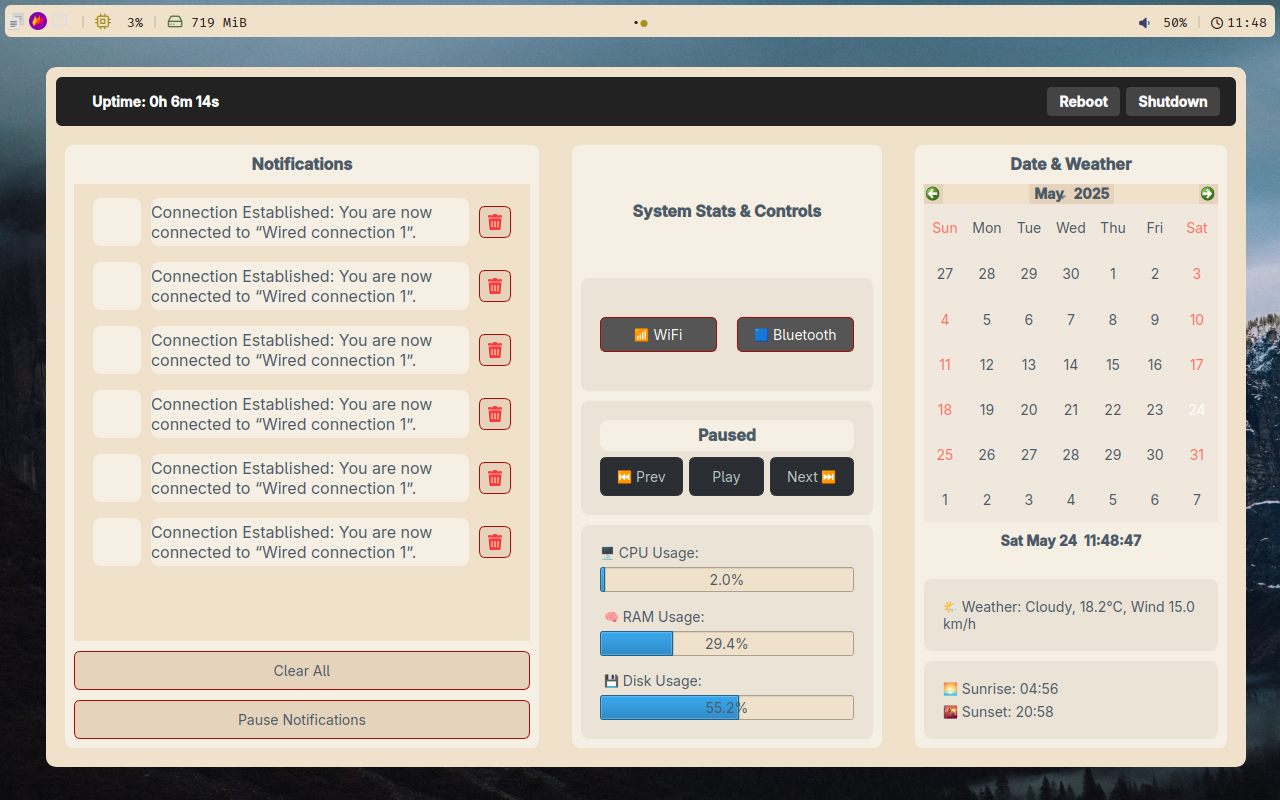 3%
719 MiB
50%
11:48
Uptime: 0h 6m 14s
Reboot
Shutdown
Notifications
Connection Established: You are now
connected to “Wired connection 1”.
Connection Established: You are now
connected to “Wired connection 1”.
Connection Established: You are now
connected to “Wired connection 1”.
Connection Established: You are now
connected to “Wired connection 1”.
Connection Established: You are now
connected to “Wired connection 1”.
Connection Established: You are now
connected to “Wired connection 1”.
Clear All
Pause Notifications
System Stats & Controls
WiFi
Bluetooth
Paused
Prev
Play
Next
CPU Usage:
2.0%
RAM Usage:
29.4%
Disk Usage:
55.2%
Date & Weather
May, 2025
Sun Mon Tue Wed Thu Fri Sat
27 28 29 30 1 2 3
4 5 6 7 8 9 10
11 12 13 14 15 16 17
18 19 20 21 22 23 24
25 26 27 28 29 30 31
1 2 3 4 5 6 7
Sat May 24 11:48:47
Weather: Cloudy, 18.2°C, Wind 15.0
km/h
Sunrise: 04:56
Sunset: 20:58